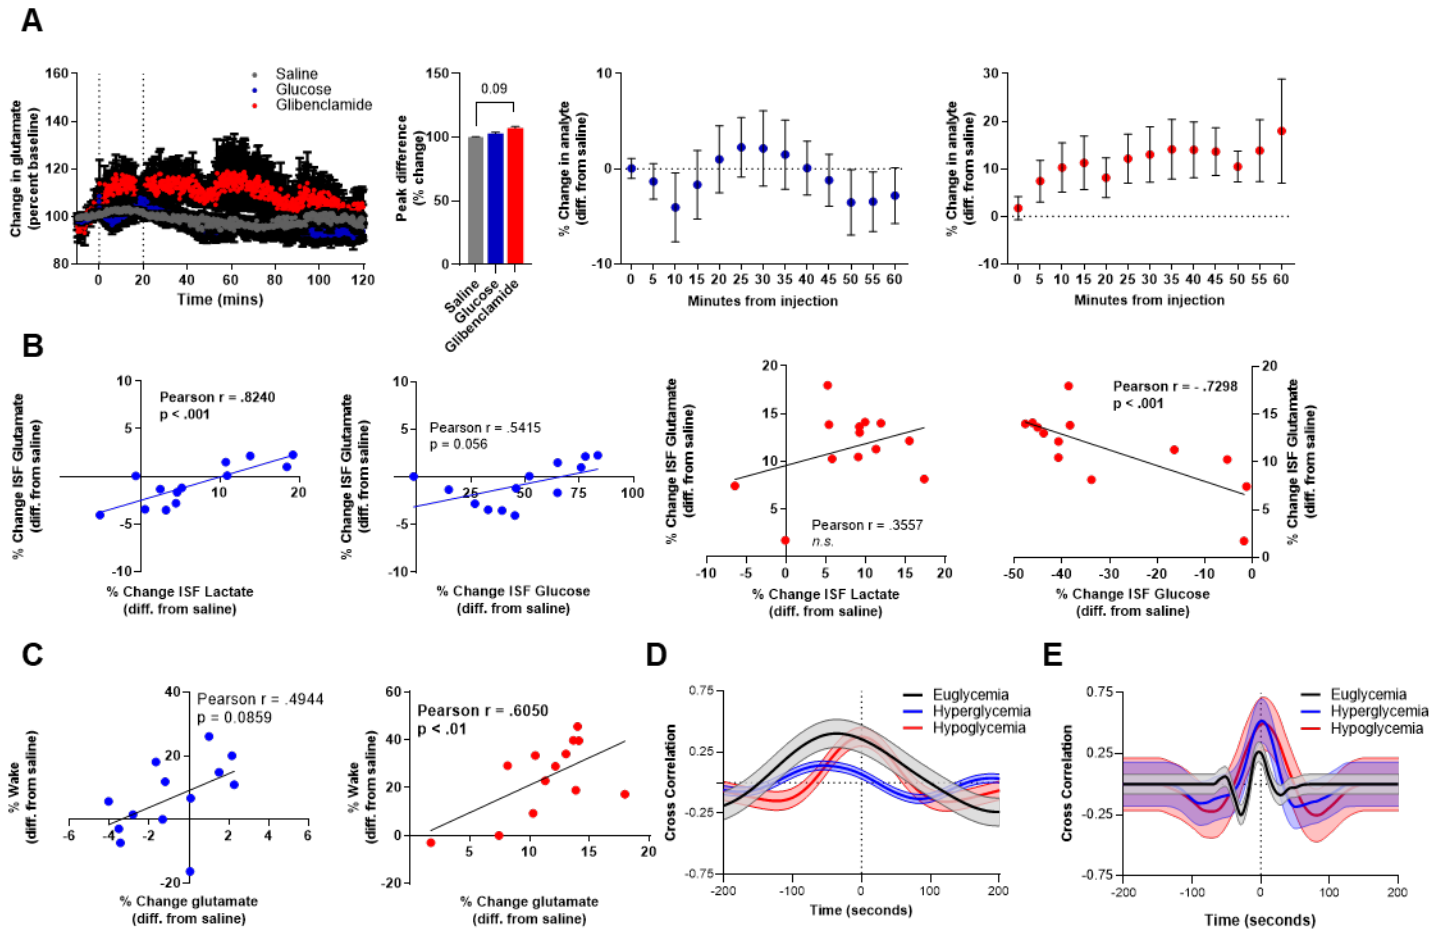 A
Change in glutamate
(percent baseline)
160
140
120
100
80
0
20
40
60
80
100
120
Time (mins)
Saline
Glucose
Glibenclamide
Peak difference
(% change)
150
100
50
0
0.09
Saline
Glucose
Glibenclamide
% Change in analyte
(diff. from saline)
10
0
-10
0 5 10 15 20 25 30 35 40 45 50 55 60
Minutes from injection
% Change in analyte
(diff. from saline)
30
20
10
0
-10
0 5 10 15 20 25 30 35 40 45 50 55 60
Minutes from injection
B
% Change ISF Glutamate
(diff. from saline)
10
5
0
-5
-10
10
20
Pearson r = .8240
p < .001
% Change ISF Lactate
(diff. from saline)
% Change ISF Glutamate
(diff. from saline)
10
5
0
-5
-10
25
50
75
100
Pearson r = .5415
p = 0.056
% Change ISF Glucose
(diff. from saline)
% Change ISF Glutamate
(diff. from saline)
20
15
10
5
-10 -5 0 5 10 15 20
Pearson r = .3557
n.s.
% Change ISF Lactate
(diff. from saline)
Pearson r = - .7298
p < .001
20
15
10
5
0
% Change ISF Glutamate
(diff. from saline)
-50 -40 -30 -20 -10 0
% Change ISF Glucose
(diff. from saline)
C
% Wake
(diff. from saline)
40
20
-20
-6 -4 -2 0 2 4 6
Pearson r = .4944
p = 0.0859
% Change glutamate
(diff. from saline)
% Wake
(diff. from saline)
60
40
20
0
-20
5 10 15 20
Pearson r = .6050
p < .01
% Change glutamate
(diff. from saline)
D
Cross Correlation
0.75
0.25
-0.25
-0.75
-200 -100 0 100 200
Time (seconds)
Euglycemia
Hyperglycemia
Hypoglycemia
E
Cross Correlation
0.75
0.25
-0.25
-0.75
-200 -100 0 100 200
Time (seconds)
Euglycemia
Hyperglycemia
Hypoglycemia